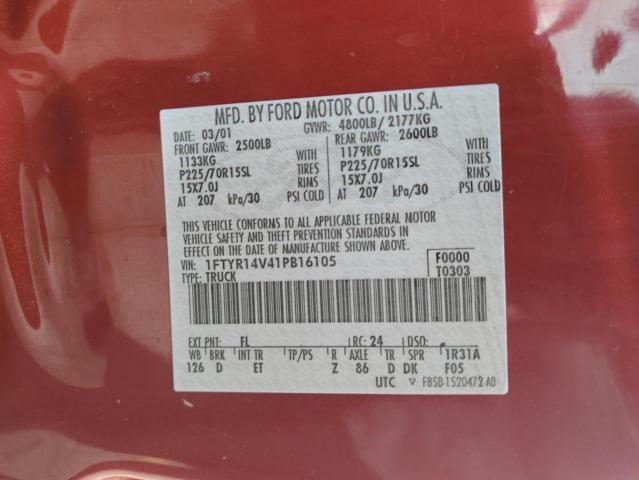 MFD. BY FORD MOTOR CO. IN U.S.A.
DATE: 03/01 GVWR: 4800LB/ 2177KG
FRONT GAWR: 2500LB REAR GAWR: 2600LB
1133KG WITH 1179KG WITH
P225/70R15SL TIRES P225/70R15SL TIRES
15X7.0J RIMS 15X7.0J RIMS
AT 207 kPa/30 PSI COLD AT 207 kPa/30 PSI COLD
THIS VEHICLE CONFORMS TO ALL APPLICABLE FEDERAL MOTOR
VEHICLE SAFETY AND THEFT PREVENTION STANDARDS IN
EFFECT ON THE DATE OF MANUFACTURE SHOWN ABOVE.
VIN: 1FTYR14V41PB16105 F0000
TYPE: TRUCK T0303
EXT PNT: FL RC: 24 DSO:
WB BRK INT TR TP/PS R AXLE TR SPR 1R31A
126 D ET Z 86 D DK F05
UTC ▽ F85B-1520472-AB